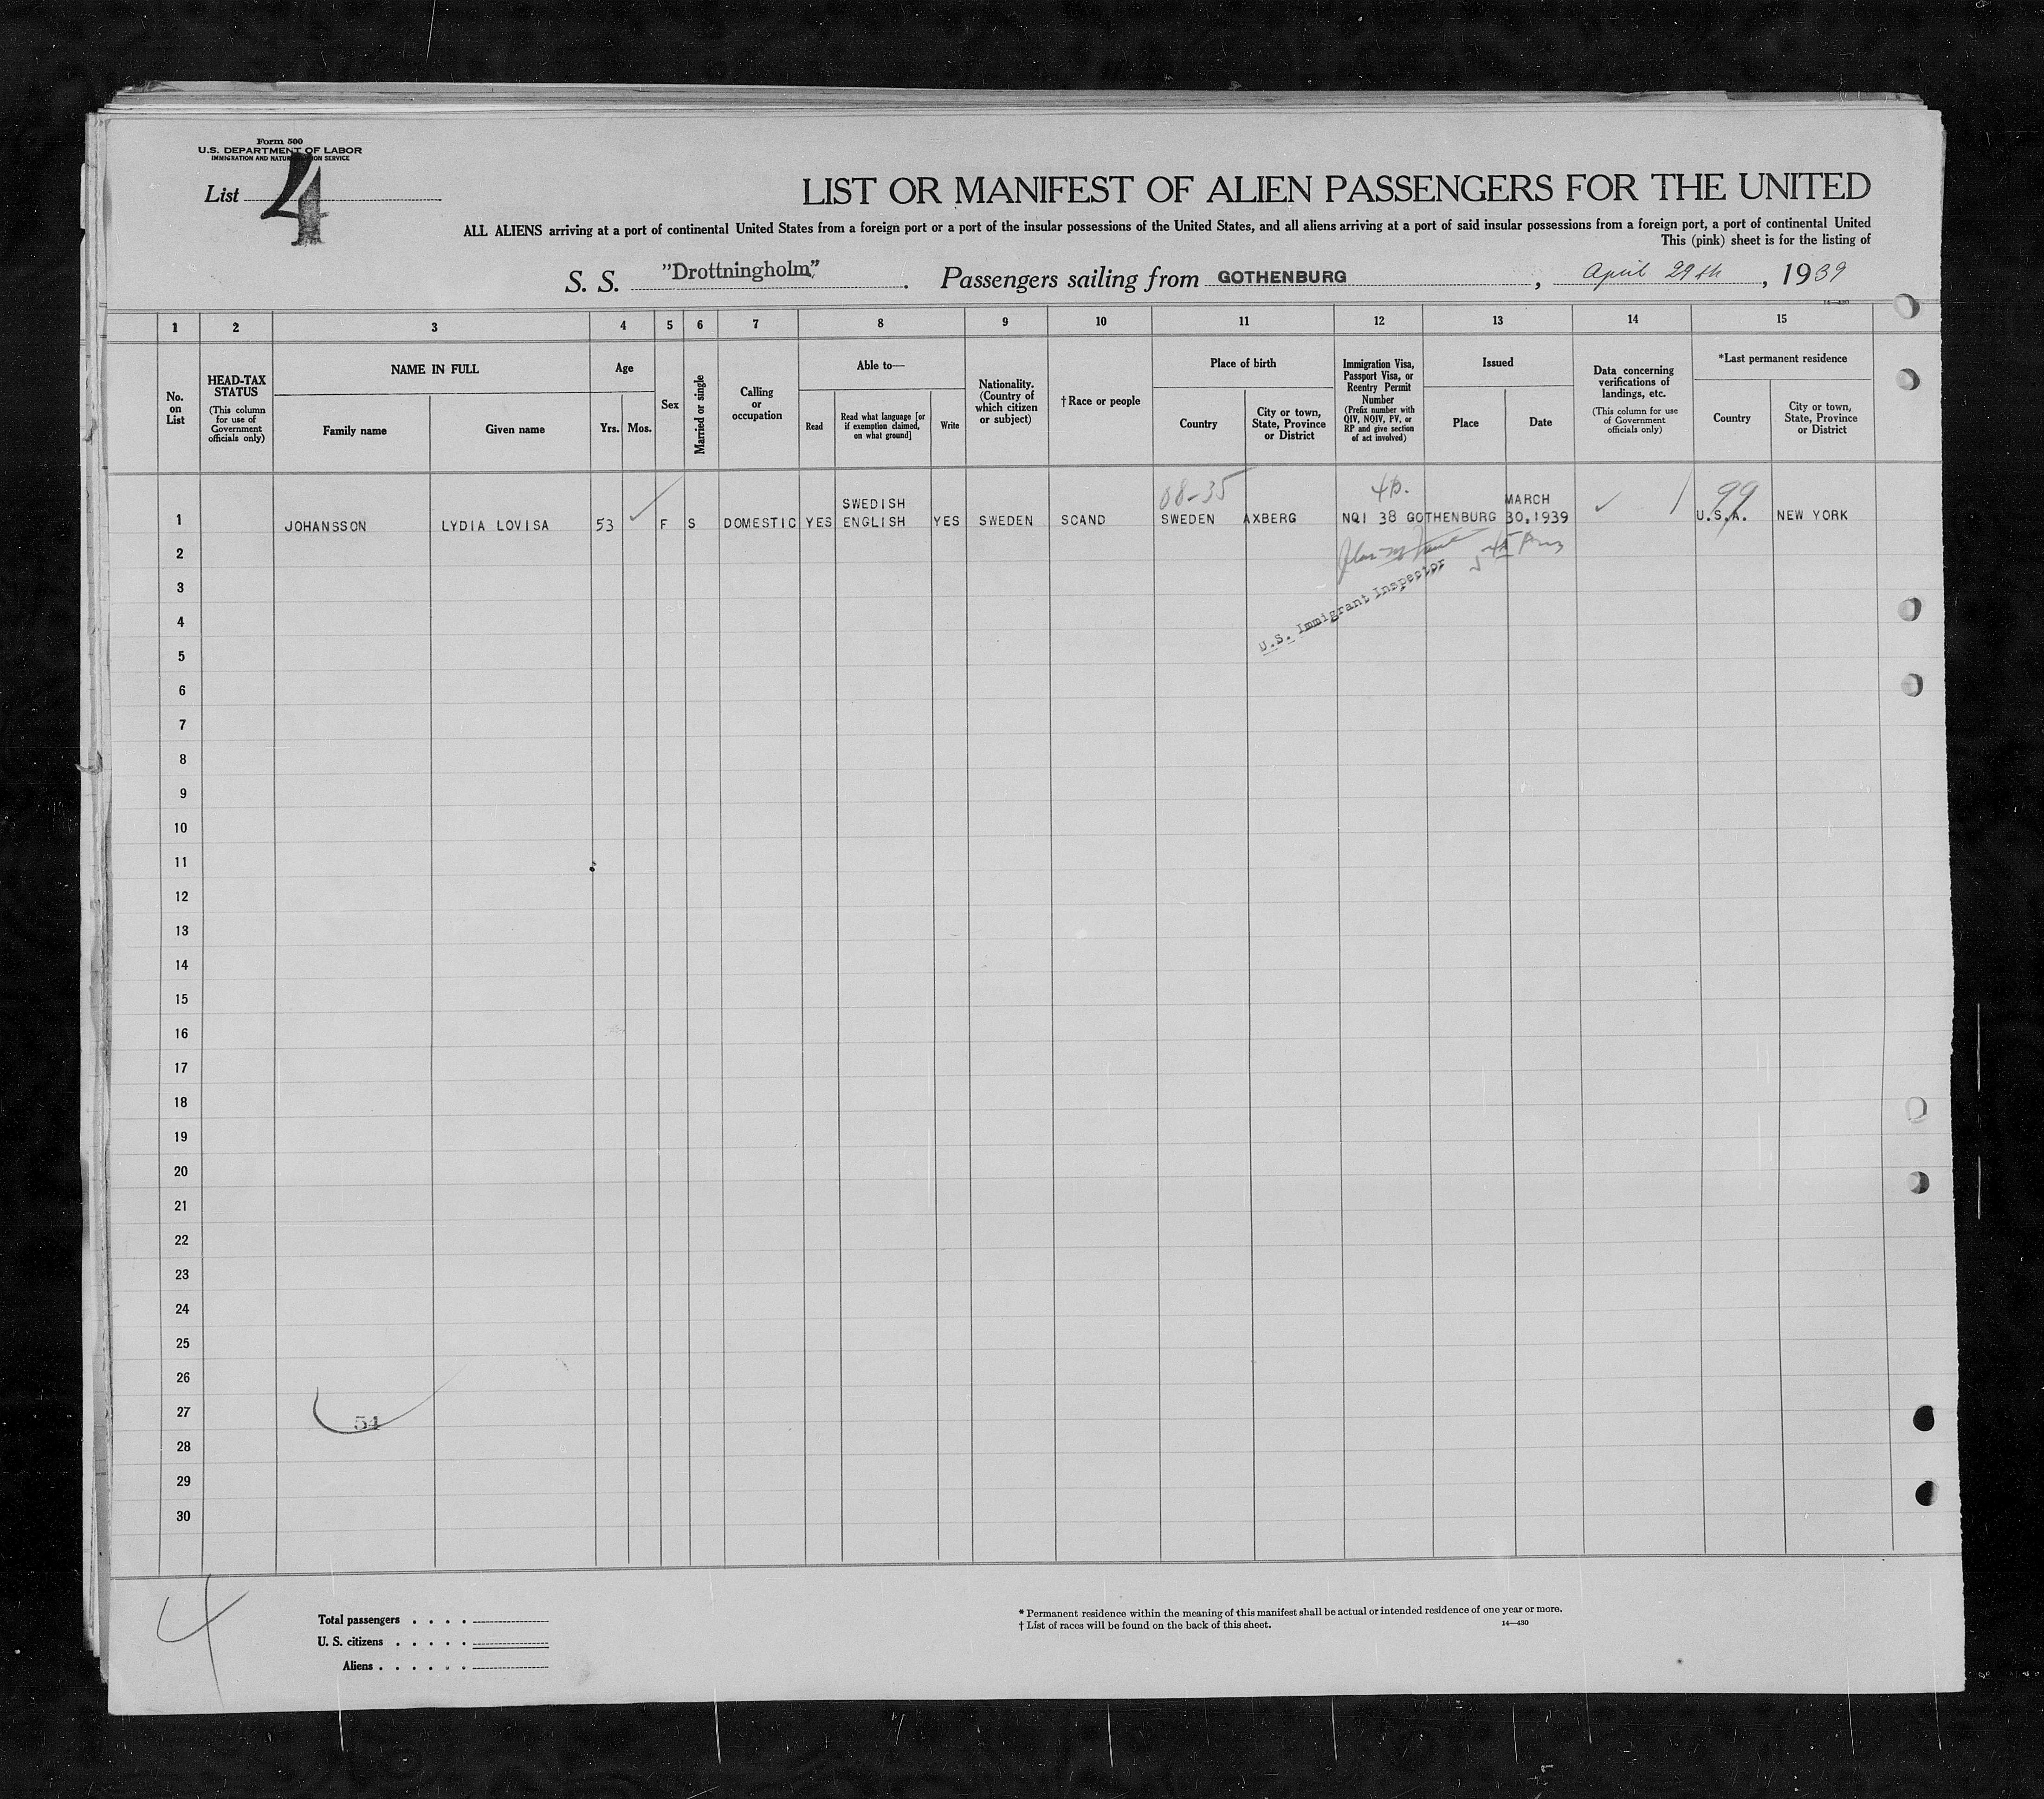 Form 500
U.S. DEPARTMENT OF LABOR
IMMIGRATION AND NATURALIZATION SERVICE
List 4
LIST OR MANIFEST OF ALIEN PASSENGERS FOR THE UNITED
ALL ALIENS arriving at a port of continental United States from a foreign port or a port of the insular possessions of the United States, and all aliens arriving at a port of said insular possessions from a foreign port, a port of continental United
This (pink) sheet is for the listing of
S. S. "Drottningholm". Passengers sailing from GOTHENBURG, April 29th, 1939
14—430
1 2 3 4 5 6 7 8 9 10 11 12 13 14 15
No. on List
HEAD-TAX STATUS
(This column for use of Government officials only)
NAME IN FULL
Family name
Given name
Age
Yrs.
Mos.
Sex
Married or single
Calling or occupation
Able to—
Read
Read what language [or if exemption claimed, on what ground]
Write
Nationality. (Country of which citizen or subject)
†Race or people
Place of birth
Country
City or town, State, Province or District
Immigration Visa, Passport Visa, or Reentry Permit Number
(Prefix number with QIV, NQIV, PV, or RP and give section of act involved)
Issued
Place
Date
Data concerning verifications of landings, etc.
(This column for use of Government officials only)
*Last permanent residence
Country
City or town, State, Province or District
08-35 99
SWEDISH MARCH
1 JOHANSSON LYDIA LOVISA 53 F S DOMESTIC YES ENGLISH YES SWEDEN SCAND SWEDEN AXBERG NQI 38 GOTHENBURG 30,1939 U.S.A. NEW YORK
2
3
U.S. Immigrant Inspector
4
5
6
7
8
9
10
11
12
13
14
15
16
17
18
19
20
21
22
23
24
25
26
27
54
28
29
30
4
Total passengers . . . .
U. S. citizens . . . . .
Aliens . . . . . .
* Permanent residence within the meaning of this manifest shall be actual or intended residence of one year or more.
† List of races will be found on the back of this sheet.
14—430